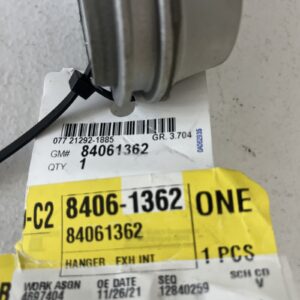 077 21292-1885 GR. 3.704
GM# 84061362
QTY. 1
-C2 8406-1362 ONE
84061362
HANGER EXH INT 1 PCS
WORK ASGN OE DATE SEQ SCH CD
4697404 11/26/21 12840259 V